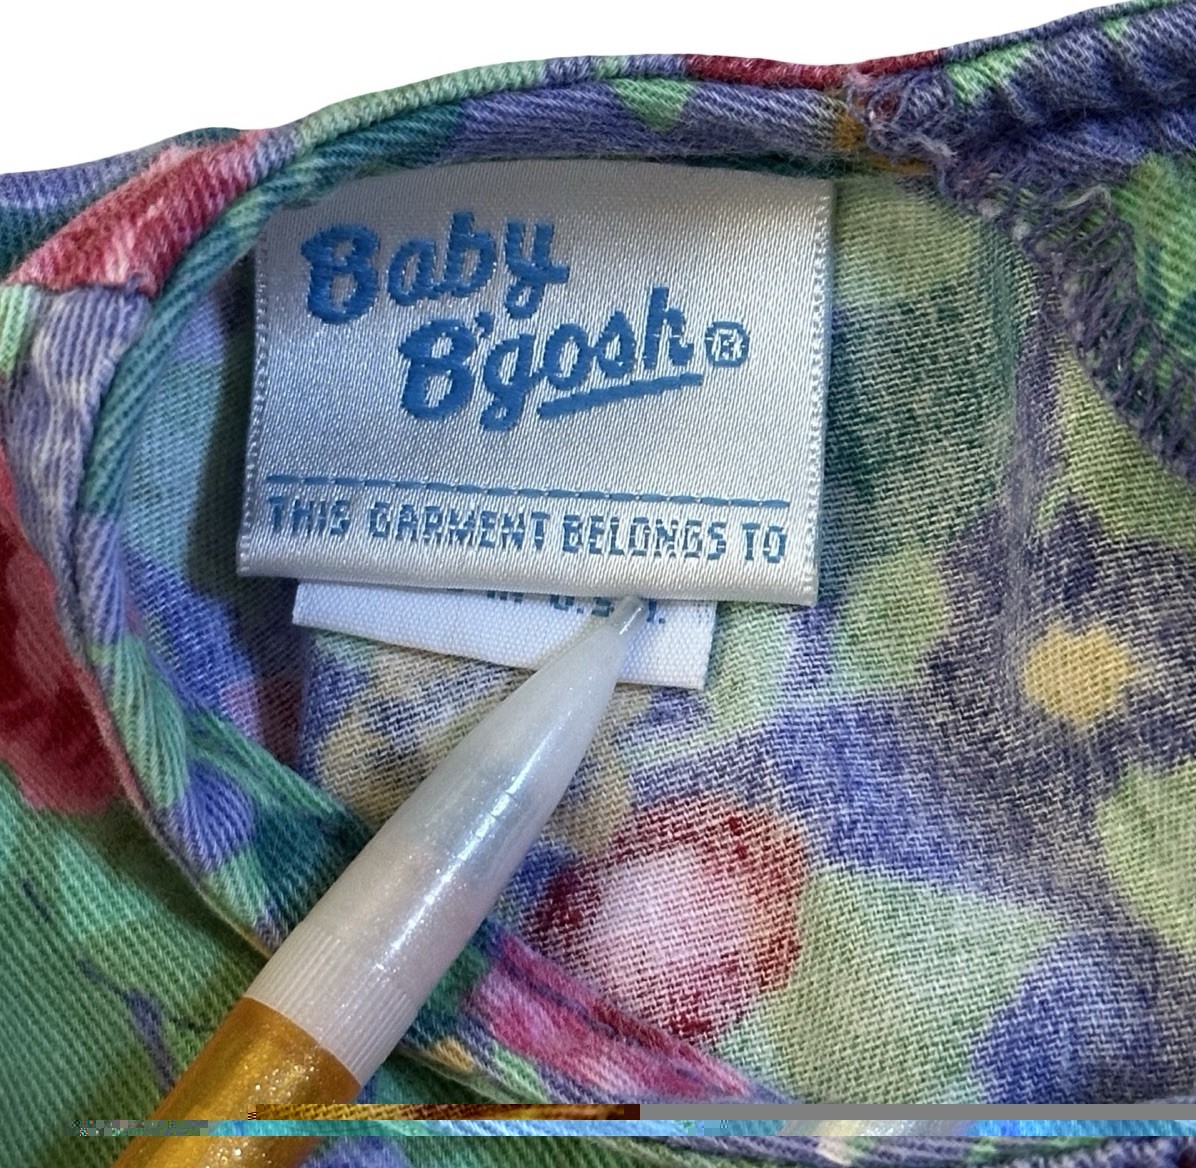 Baby
B'gosh®
THIS GARMENT BELONGS TO
U.S.